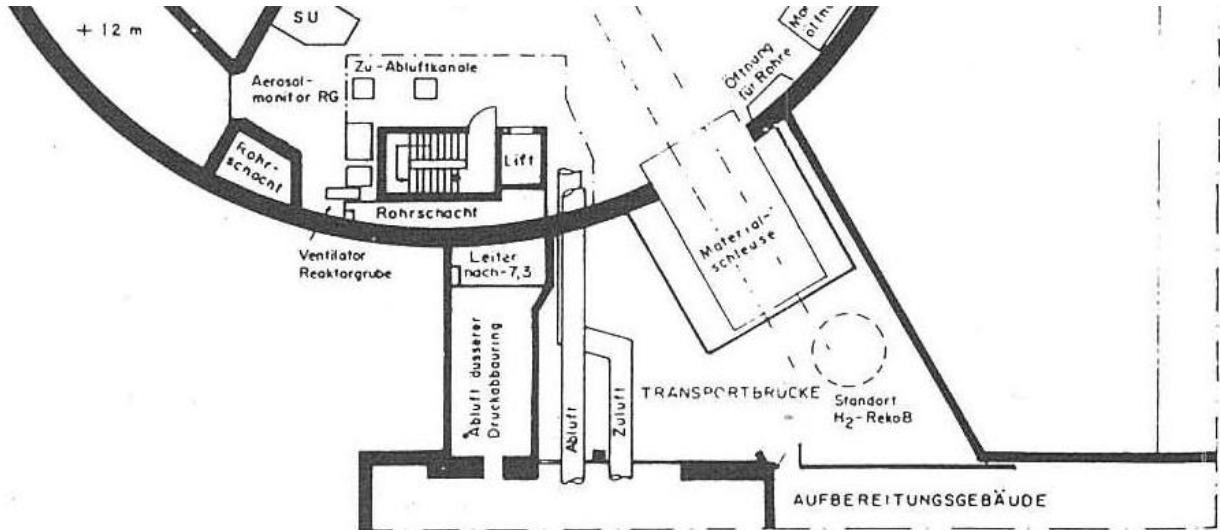 SU
+ 12 m
Öffnung
für Rohre
Zu-Abluftkanäle
Aerosol-
monitor RG
Rohr-
schacht
Lift
Rohrschacht
Material-
schleuse
Ventilator
Reaktorgrube
Leiter
nach-7,3
Abluft äusserer
Druckabbauring
Abluft
Zuluft
TRANSPORTBRÜCKE
Standort
H2-RekoB
AUFBEREITUNGSGEBÄUDE